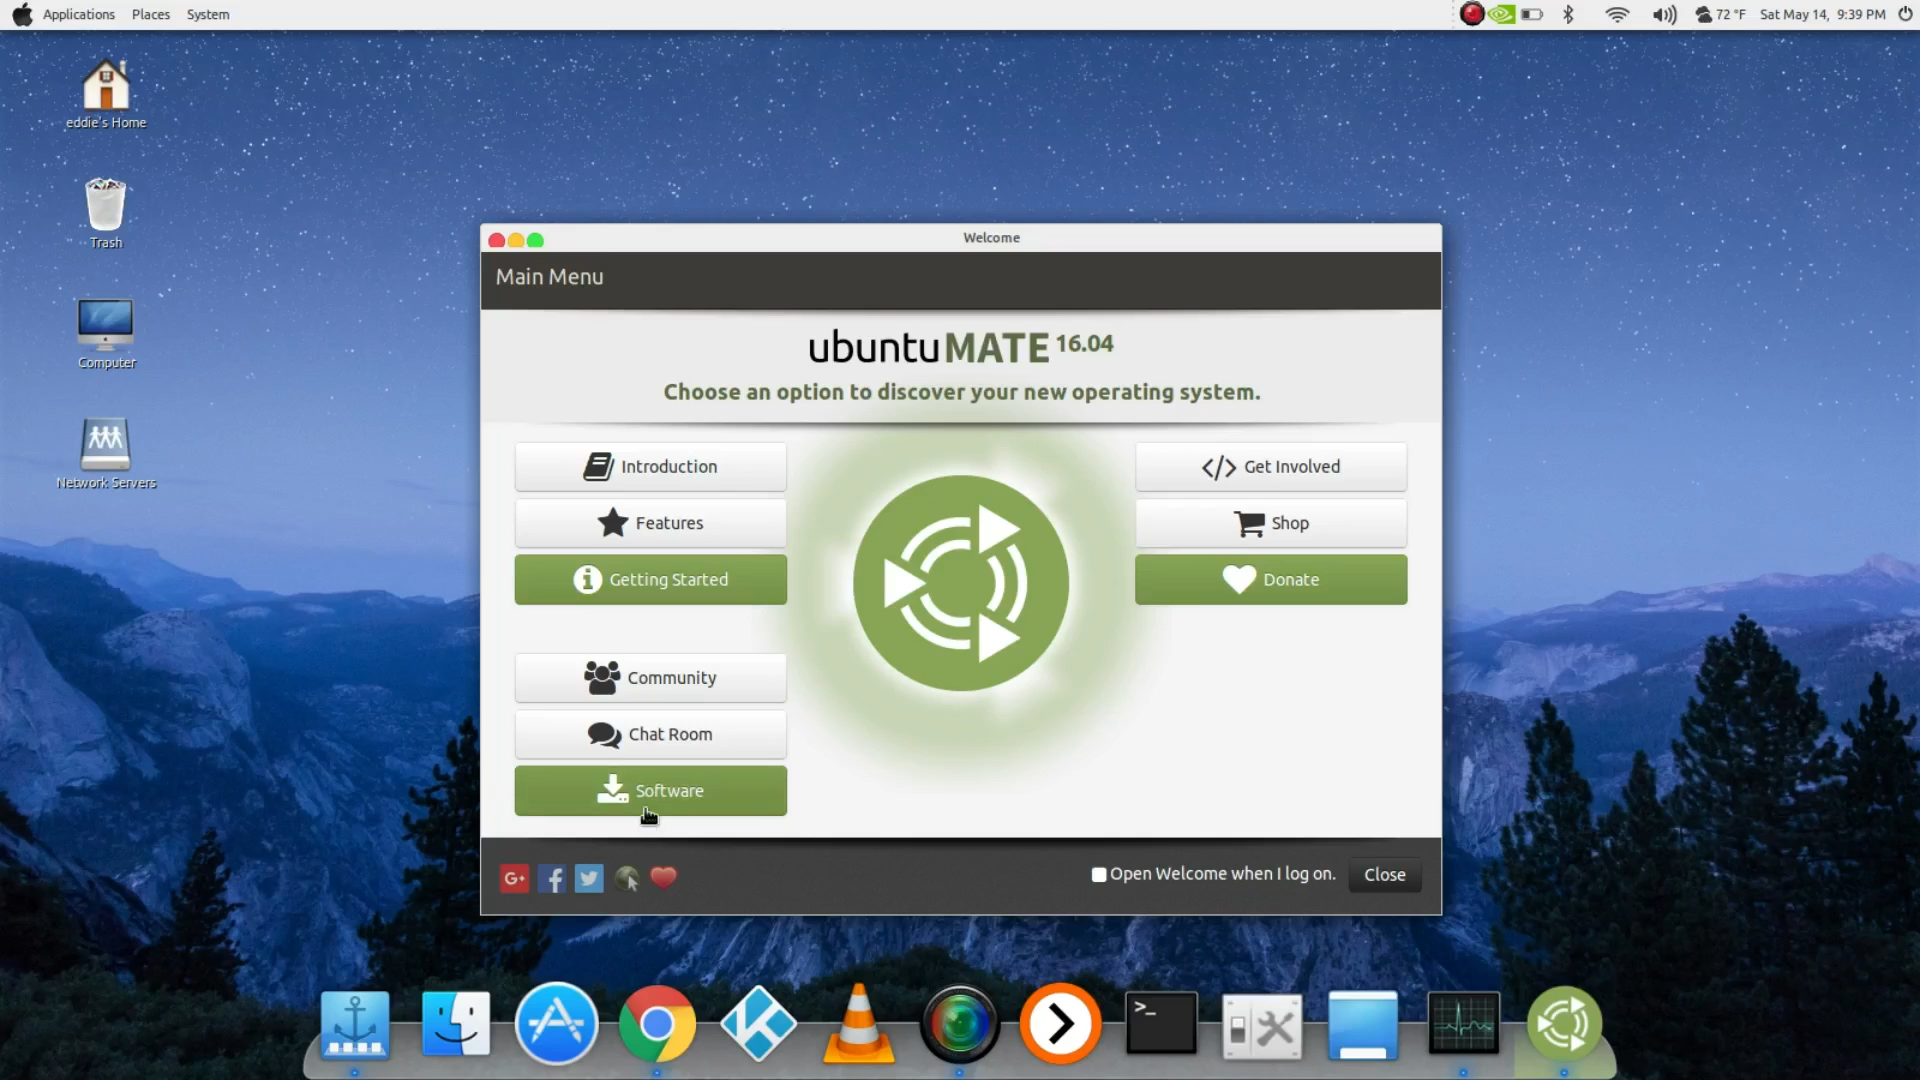 Applications Places System
72 °F Sat May 14, 9:39 PM
eddie's Home
Trash
Computer
Network Servers
Welcome
Main Menu
ubuntu MATE 16.04
Choose an option to discover your new operating system.
Introduction
Features
Getting Started
Community
Chat Room
Software
Get Involved
Shop
Donate
G+ f
Open Welcome when I log on. Close
>_